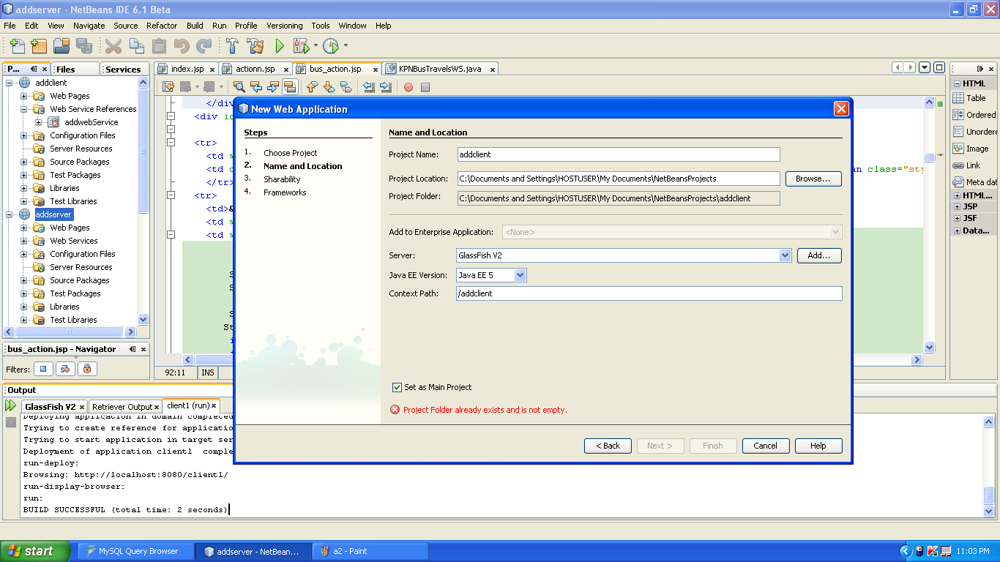 addserver - NetBeans IDE 6.1 Beta
File Edit View Navigate Source Refactor Build Run Profile Versioning Tools Window Help
P... Files Services
addclient
Web Pages
Web Service References
addwebService
Configuration Files
Server Resources
Source Packages
Test Packages
Libraries
Test Libraries
addserver
Web Pages
Web Services
Configuration Files
Server Resources
Source Packages
Test Packages
Libraries
Test Libraries
bus_action.jsp - Navigator
Filters:
index.jsp actionn.jsp bus_action.jsp KPNBusTravelsWS.java
</di
<div id
<tr>
<td w
<td c
an class="sty
</t
<tr>
<td>&
<td w
<td w
S
S
S
St
i
92:11 INS
New Web Application
Steps
1. Choose Project
2. Name and Location
3. Sharability
4. Frameworks
Name and Location
Project Name: addclient
Project Location: C:\Documents and Settings\HOSTUSER\My Documents\NetBeansProjects Browse...
Project Folder: C:\Documents and Settings\HOSTUSER\My Documents\NetBeansProjects\addclient
Add to Enterprise Application: <None>
Server: GlassFish V2 Add...
Java EE Version: Java EE 5
Context Path: /addclient
Set as Main Project
Project Folder already exists and is not empty.
< Back Next > Finish Cancel Help
HTML
Table
Ordered
Unordere
Image
Link
Meta dat
HTML...
JSP
JSF
Data...
Output
GlassFish V2 Retriever Output client1 (run)
Deploying application in domain completed
Trying to create reference for applicatio
Trying to start application in target ser
Deployment of application client1 comple
run-deploy:
Browsing: http://localhost:8080/client1/
run-display-browser:
run:
BUILD SUCCESSFUL (total time: 2 seconds)
start MySQL Query Browser addserver - NetBean... a2 - Paint 11:03 PM